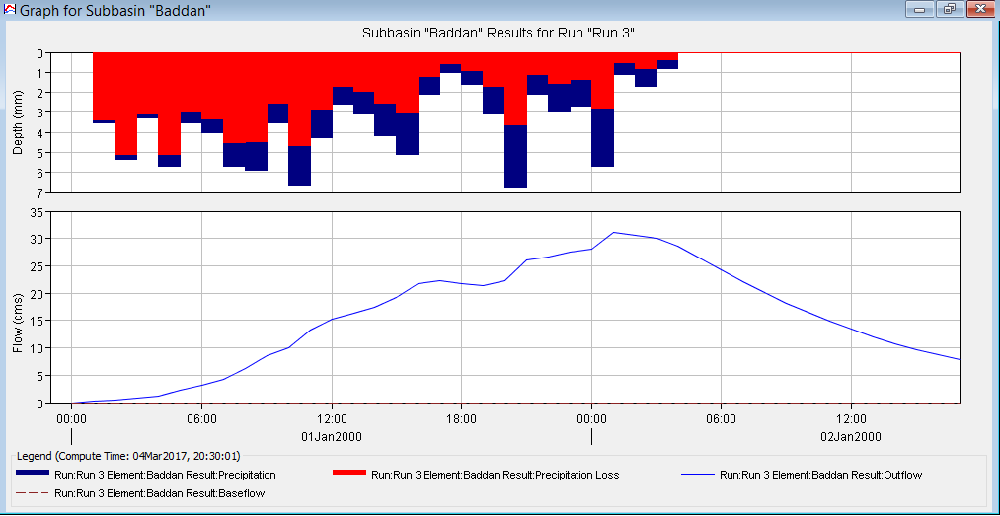 Graph for Subbasin "Baddan"
Subbasin "Baddan" Results for Run "Run 3"
0
1
2
3
4
5
6
7
Depth (mm)
35
30
25
20
15
10
5
0
Flow (cms)
00:00 06:00 12:00 18:00 00:00 06:00 12:00
01Jan2000 02Jan2000
Legend (Compute Time: 04Mar2017, 20:30:01)
Run:Run 3 Element:Baddan Result:Precipitation Run:Run 3 Element:Baddan Result:Precipitation Loss Run:Run 3 Element:Baddan Result:Outflow
Run:Run 3 Element:Baddan Result:Baseflow